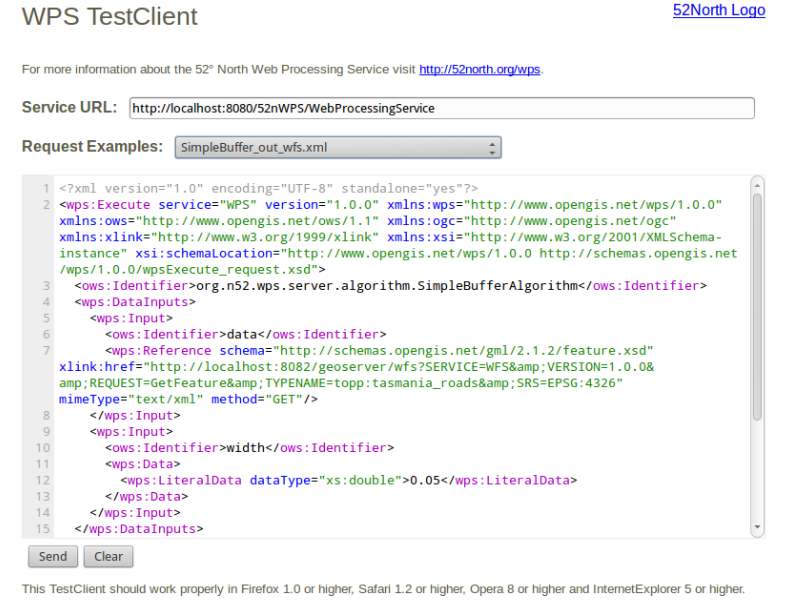 WPS TestClient
52North Logo
For more information about the 52° North Web Processing Service visit http://52north.org/wps.
Service URL: http://localhost:8080/52nWPS/WebProcessingService
Request Examples: SimpleBuffer_out_wfs.xml
1 <?xml version="1.0" encoding="UTF-8" standalone="yes"?>
2 <wps:Execute service="WPS" version="1.0.0" xmlns:wps="http://www.opengis.net/wps/1.0.0"
xmlns:ows="http://www.opengis.net/ows/1.1" xmlns:ogc="http://www.opengis.net/ogc"
xmlns:xlink="http://www.w3.org/1999/xlink" xmlns:xsi="http://www.w3.org/2001/XMLSchema-
instance" xsi:schemaLocation="http://www.opengis.net/wps/1.0.0 http://schemas.opengis.net
/wps/1.0.0/wpsExecute_request.xsd">
3 <ows:Identifier>org.n52.wps.server.algorithm.SimpleBufferAlgorithm</ows:Identifier>
4 <wps:DataInputs>
5 <wps:Input>
6 <ows:Identifier>data</ows:Identifier>
7 <wps:Reference schema="http://schemas.opengis.net/gml/2.1.2/feature.xsd"
xlink:href="http://localhost:8082/geoserver/wfs?SERVICE=WFS&amp;VERSION=1.0.0&
amp;REQUEST=GetFeature&amp;TYPENAME=topp:tasmania_roads&amp;SRS=EPSG:4326"
mimeType="text/xml" method="GET"/>
8 </wps:Input>
9 <wps:Input>
10 <ows:Identifier>width</ows:Identifier>
11 <wps:Data>
12 <wps:LiteralData dataType="xs:double">0.05</wps:LiteralData>
13 </wps:Data>
14 </wps:Input>
15 </wps:DataInputs>
Send Clear
This TestClient should work properly in Firefox 1.0 or higher, Safari 1.2 or higher, Opera 8 or higher and InternetExplorer 5 or higher.